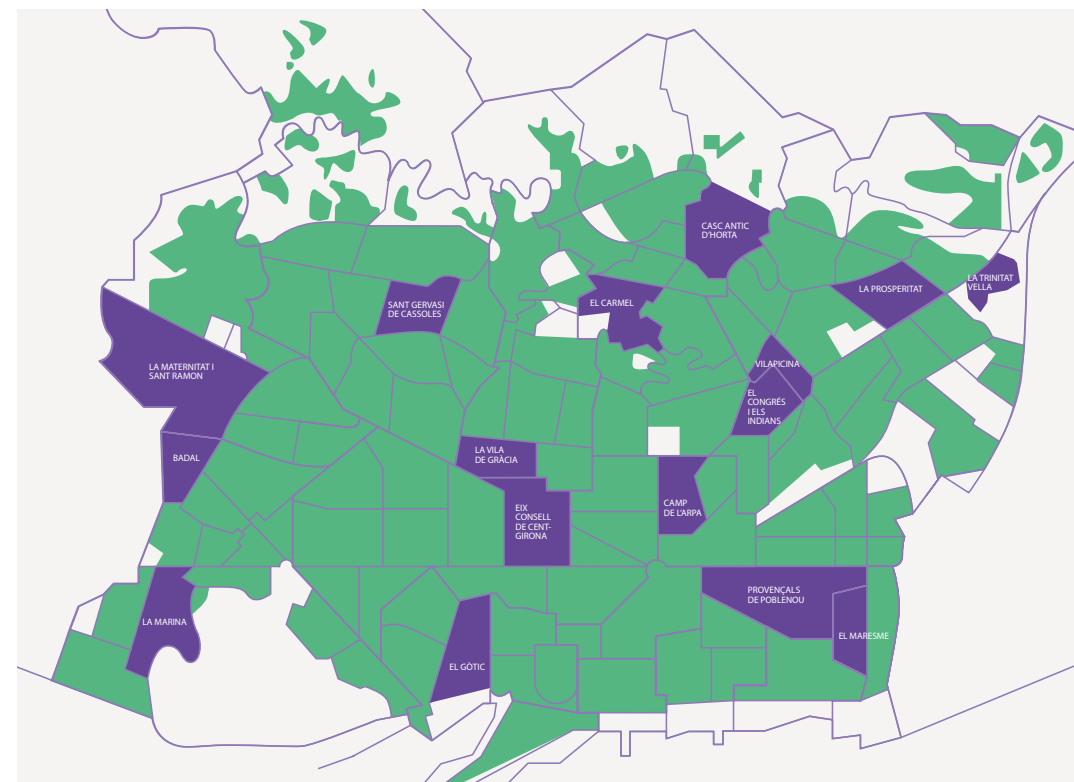 CASC ANTIC
D'HORTA
LA TRINITAT
VELLA
LA PROSPERITAT
SANT GERVASI
DE CASSOLES
EL CARMEL
LA MATERNITAT I
SANT RAMON
VILAPICINA
EL
CONGRÉS
I ELS
INDIANS
BADAL
LA VILA
DE GRÀCIA
EIX
CONSELL
DE CENT-
GIRONA
CAMP
DE L'ARPA
PROVENÇALS
DE POBLENOU
LA MARINA
EL MARESME
EL GÒTIC